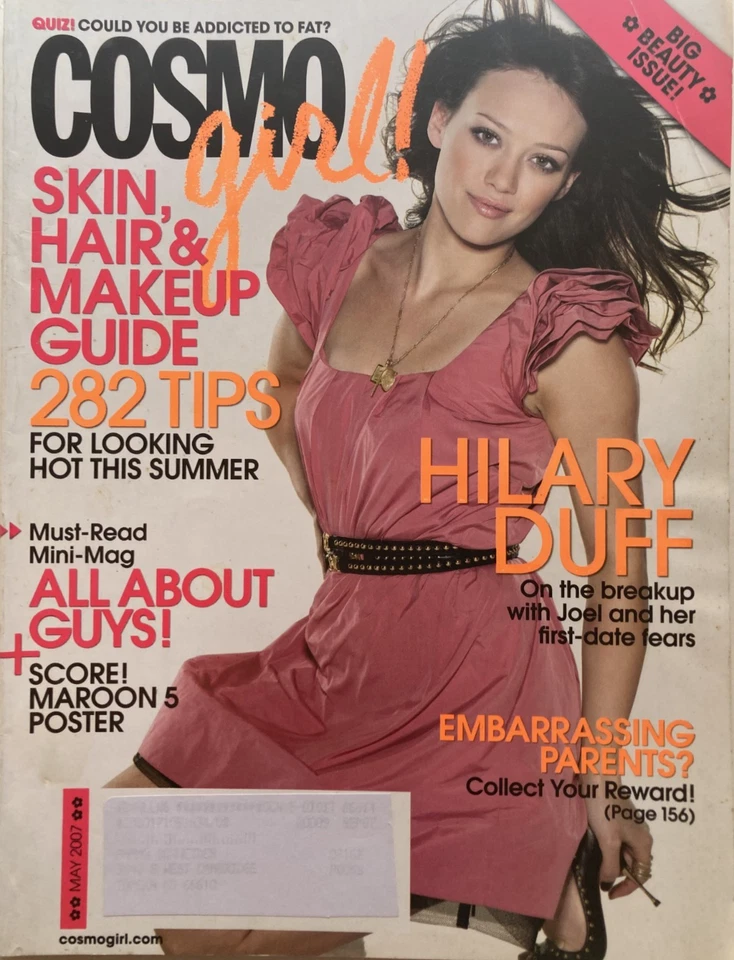 QUIZ! COULD YOU BE ADDICTED TO FAT?
COSMO
girl!
BIG
BEAUTY
ISSUE!
SKIN,
HAIR &
MAKEUP
GUIDE
282 TIPS
FOR LOOKING
HOT THIS SUMMER
Must-Read
Mini-Mag
ALL ABOUT
GUYS!
+
SCORE!
MAROON 5
POSTER
HILARY
DUFF
On the breakup
with Joel and her
first-date fears
EMBARRASSING
PARENTS?
Collect Your Reward!
(Page 156)
MAY 2007
cosmogirl.com